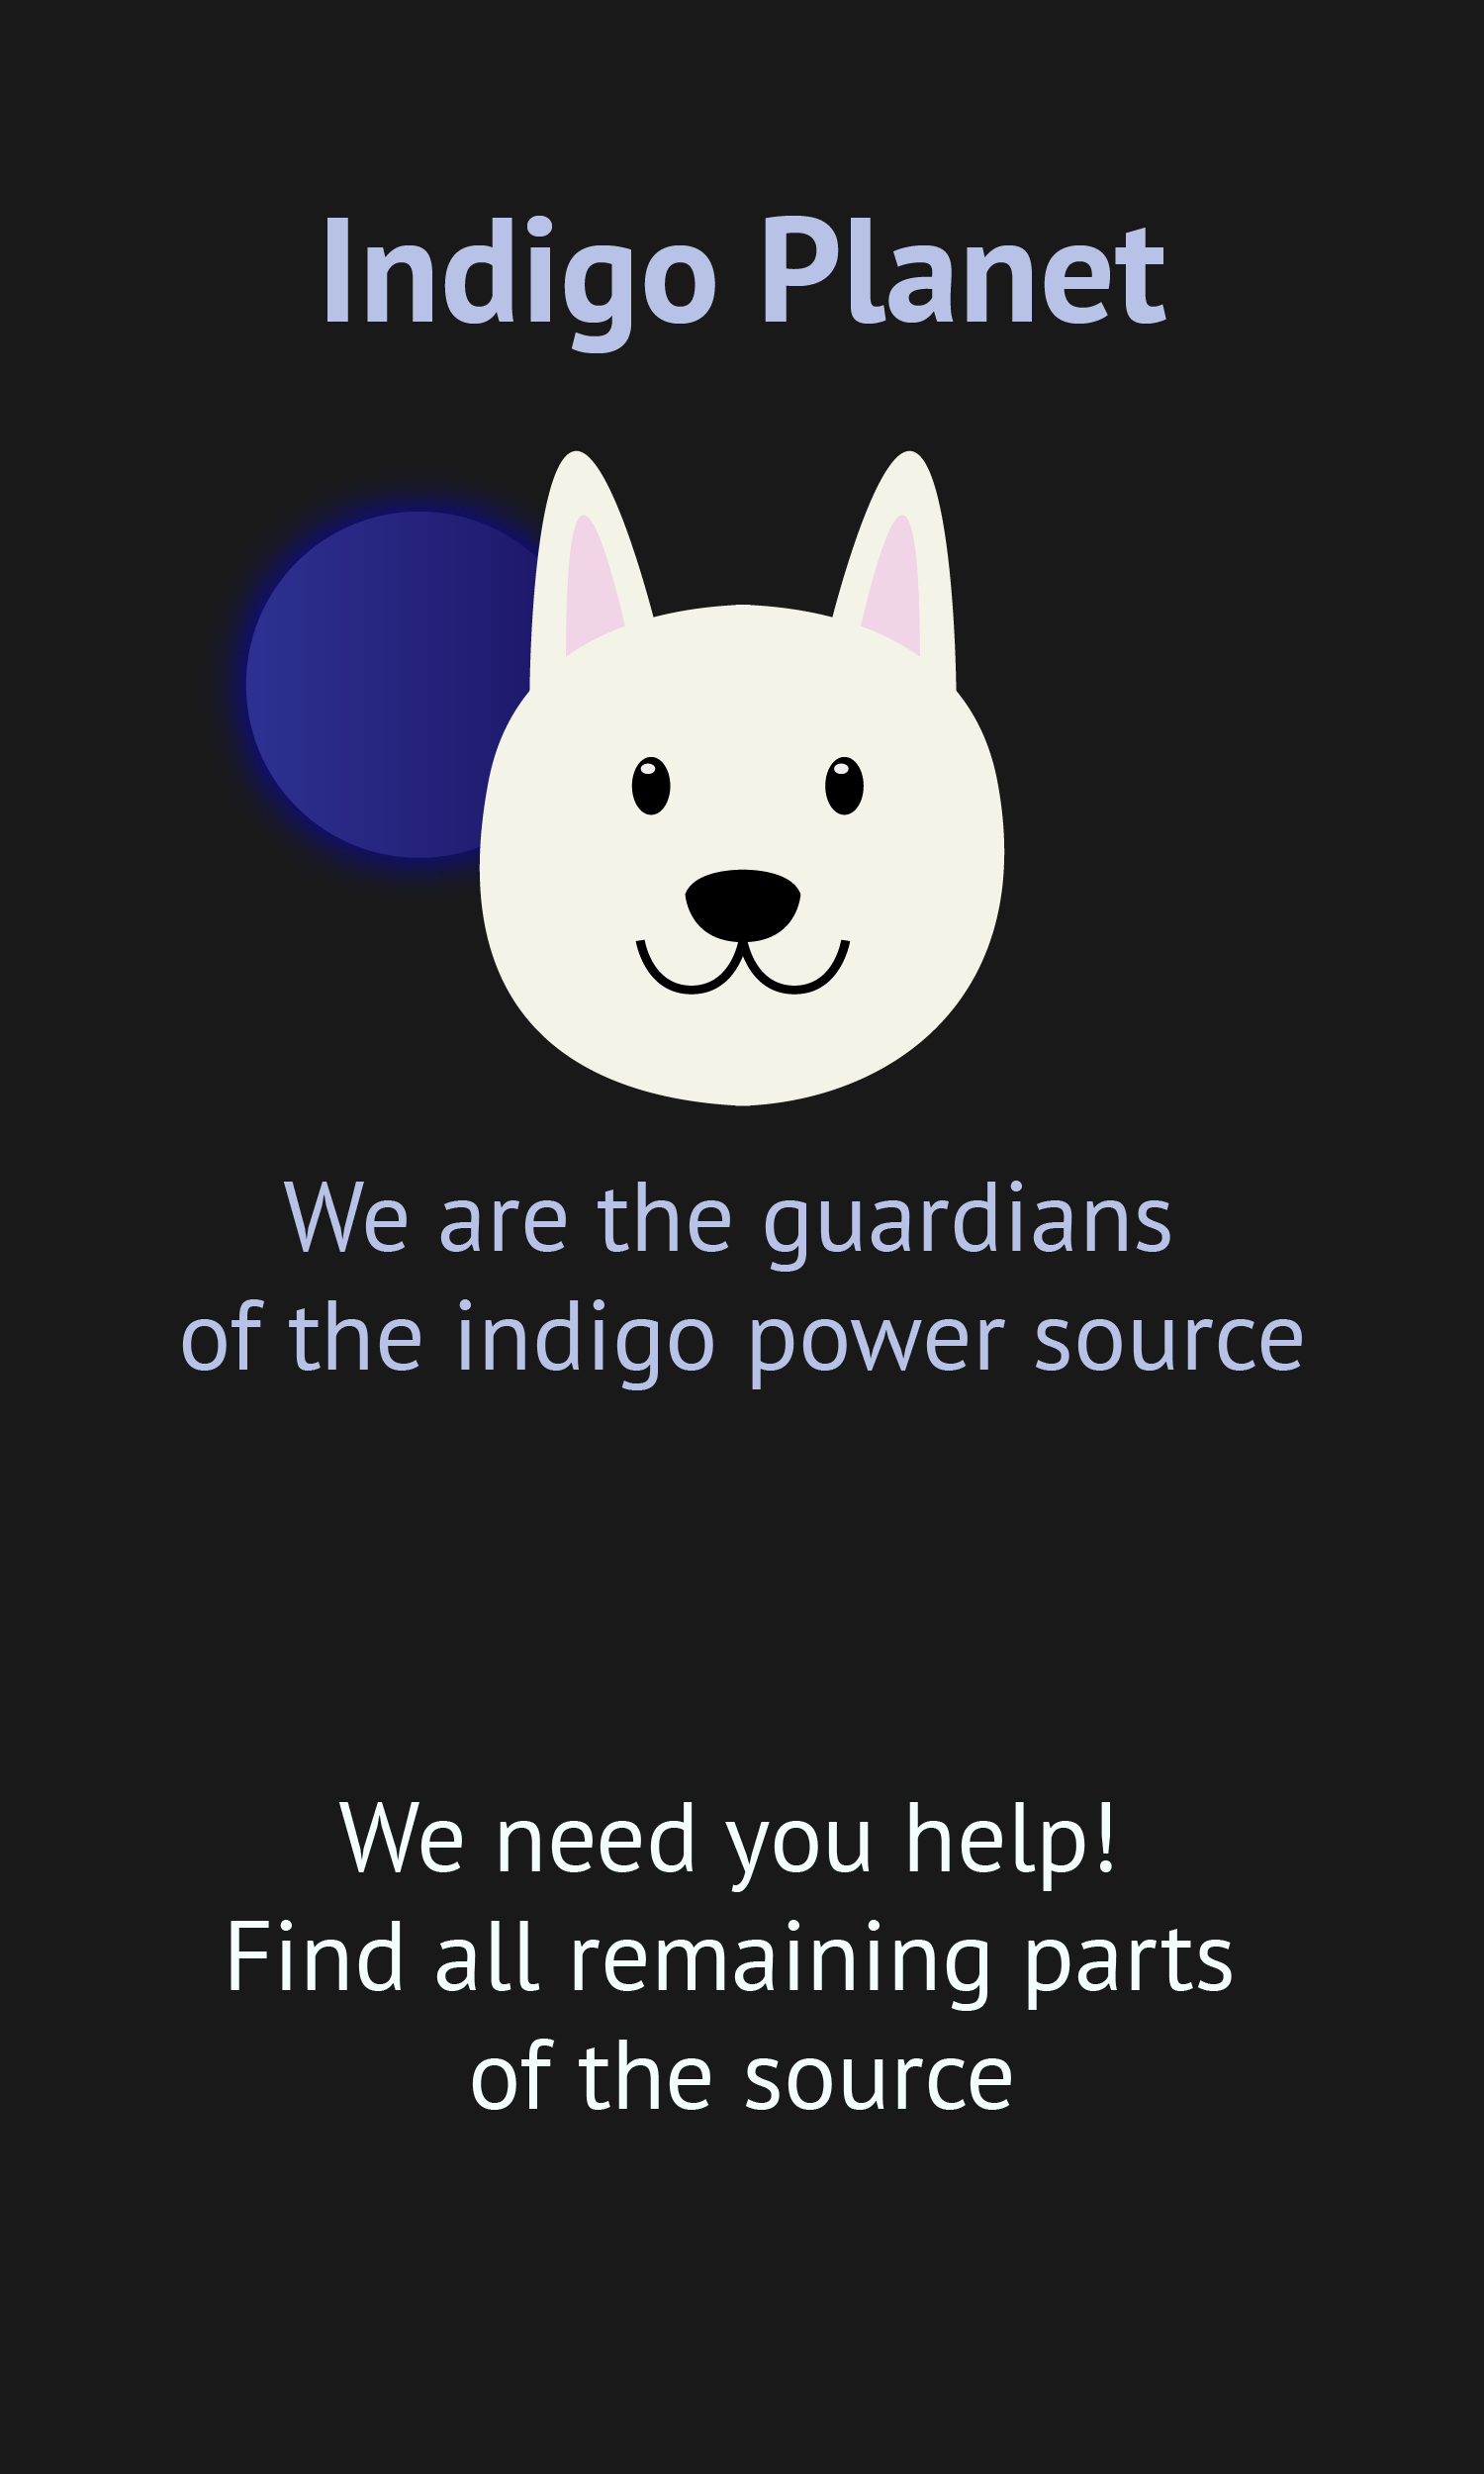 Indigo Planet
We are the guardians
of the indigo power source
We need you help!
Find all remaining parts
of the source